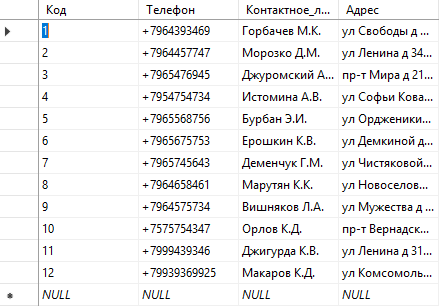 Код Телефон Контактное_л... Адрес
1 +7964393469 Горбачев М.К. ул Свободы д ...
2 +7964457747 Морозко Д.М. ул Ленина д 34...
3 +7965476945 Джуромский А... пр-т Мира д 21...
4 +7954754734 Истомина А.В. ул Софьи Кова...
5 +7965568756 Бурбан Э.И. ул Ордженики...
6 +7965675753 Ерошкин К.В. ул Демкиной д...
7 +7965745643 Деменчук Г.М. ул Чистяковой...
8 +7964658461 Марутян К.К. ул Новоселов...
9 +7964575734 Вишняков Л.А. ул Мужества д ...
10 +7575754347 Орлов К.Д. пр-т Вернадск...
11 +7999439346 Джигурда К.В. ул Ленина д 31...
12 +79939369925 Макаров К.Д. ул Комсомоль...
NULL NULL NULL NULL